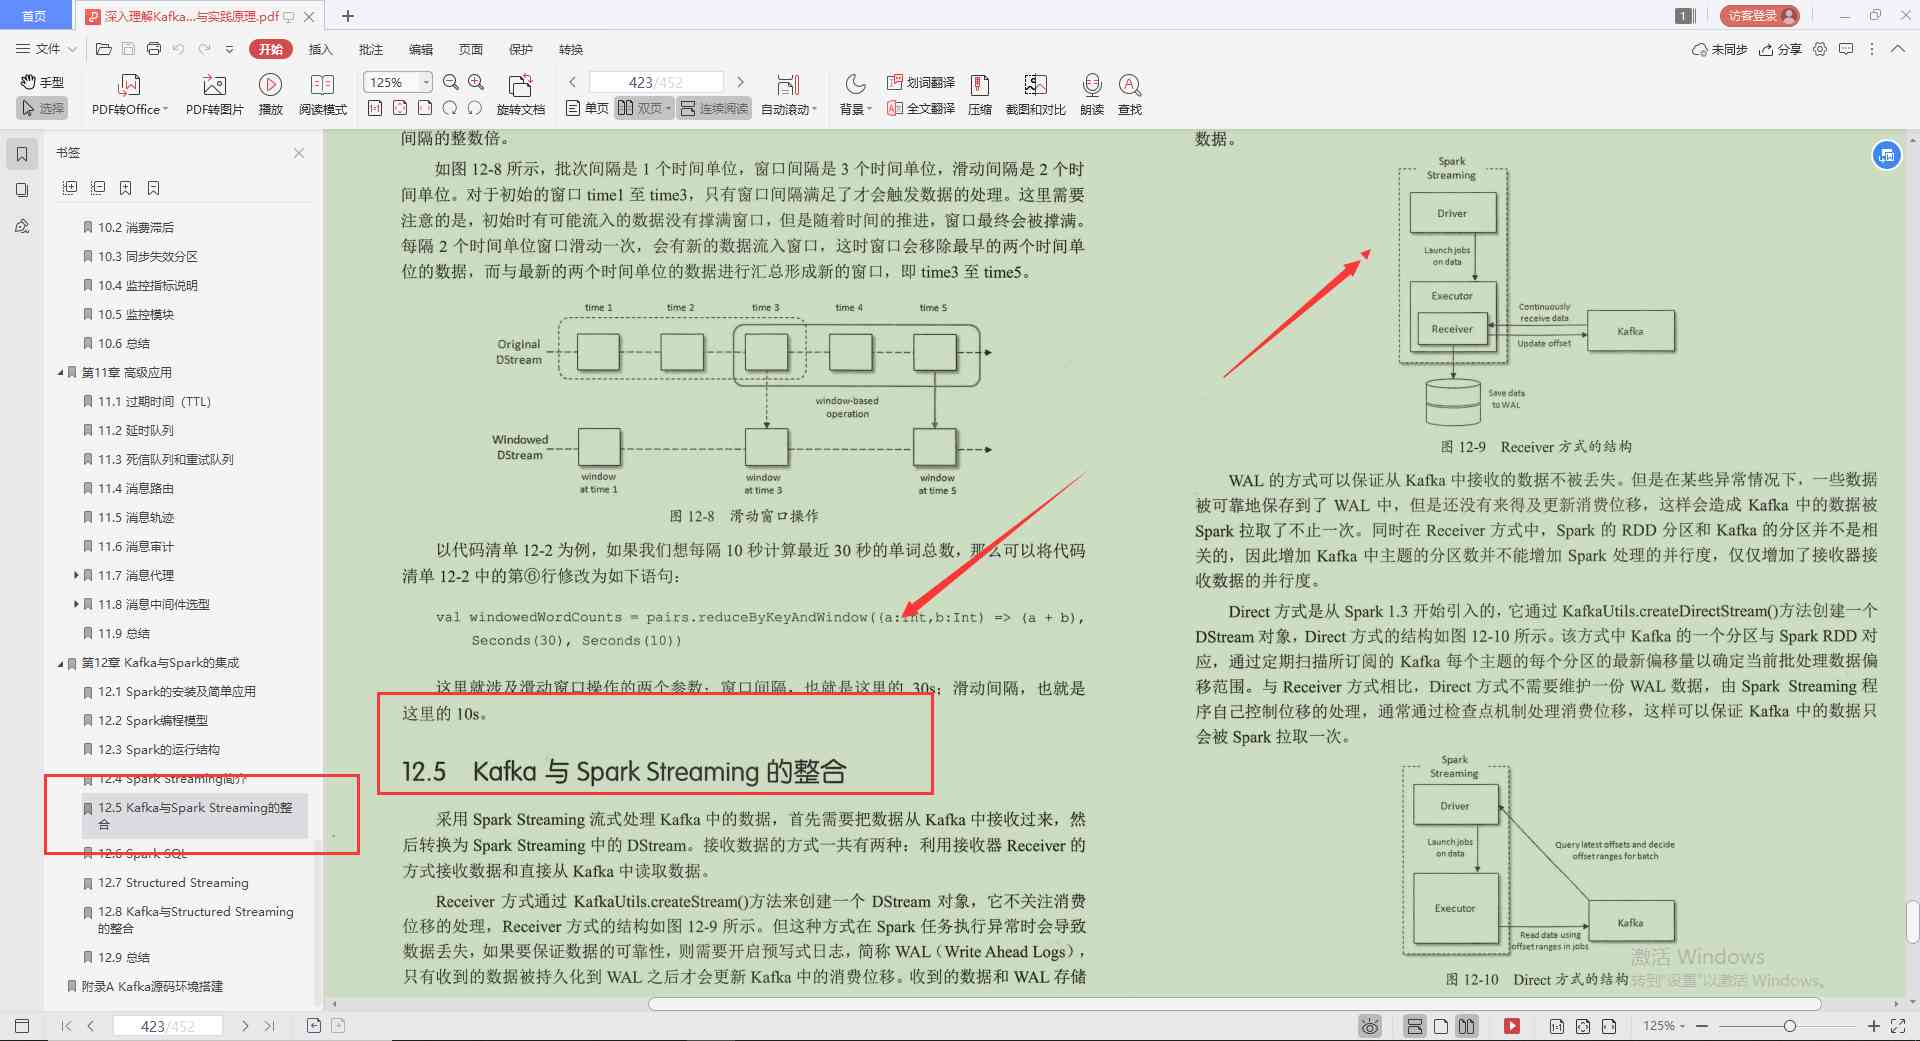 首页
深入理解Kafka...与实践原理.pdf
1
访客登录
文件
开始
插入
批注
编辑
页面
保护
转换
未同步
分享
手型
选择
PDF转Office
PDF转图片
播放
阅读模式
125%
旋转文档
423/452
单页
双页
连续阅读
自动滚动
背景
划词翻译
全文翻译
压缩
截图和对比
朗读
查找
书签
10.2 消费滞后
10.3 同步失效分区
10.4 监控指标说明
10.5 监控模块
10.6 总结
第11章 高级应用
11.1 过期时间（TTL）
11.2 延时队列
11.3 死信队列和重试队列
11.4 消息路由
11.5 消息轨迹
11.6 消息审计
11.7 消息代理
11.8 消息中间件选型
11.9 总结
第12章 Kafka与Spark的集成
12.1 Spark的安装及简单应用
12.2 Spark编程模型
12.3 Spark的运行结构
12.4 Spark Streaming简介
12.5 Kafka与Spark Streaming的整
合
12.6 Spark SQL
12.7 Structured Streaming
12.8 Kafka与Structured Streaming
的整合
12.9 总结
附录A Kafka源码环境搭建
间隔的整数倍。
如图 12-8 所示，批次间隔是 1 个时间单位，窗口间隔是 3 个时间单位，滑动间隔是 2 个时
间单位。对于初始的窗口 time1 至 time3，只有窗口间隔满足了才会触发数据的处理。这里需要
注意的是，初始时有可能流入的数据没有撑满窗口，但是随着时间的推进，窗口最终会被撑满。
每隔 2 个时间单位窗口滑动一次，会有新的数据流入窗口，这时窗口会移除最早的两个时间单
位的数据，而与最新的两个时间单位的数据进行汇总形成新的窗口，即 time3 至 time5。
time 1
time 2
time 3
time 4
time 5
Original
DStream
window-based
operation
Windowed
DStream
window
at time 1
window
at time 3
window
at time 5
图 12-8 滑动窗口操作
以代码清单 12-2 为例，如果我们想每隔 10 秒计算最近 30 秒的单词总数，那么可以将代码
清单 12-2 中的第⑥行修改为如下语句：
val windowedWordCounts = pairs.reduceByKeyAndWindow((a:Int,b:Int) => (a + b),
Seconds(30), Seconds(10))
这里就涉及滑动窗口操作的两个参数：窗口间隔，也就是这里的 30s；滑动间隔，也就是
这里的 10s。
12.5 Kafka 与 Spark Streaming 的整合
采用 Spark Streaming 流式处理 Kafka 中的数据，首先需要把数据从 Kafka 中接收过来，然
后转换为 Spark Streaming 中的 DStream。接收数据的方式一共有两种：利用接收器 Receiver 的
方式接收数据和直接从 Kafka 中读取数据。
Receiver 方式通过 KafkaUtils.createStream()方法来创建一个 DStream 对象，它不关注消费
位移的处理，Receiver 方式的结构如图 12-9 所示。但这种方式在 Spark 任务执行异常时会导致
数据丢失，如果要保证数据的可靠性，则需要开启预写式日志，简称 WAL（Write Ahead Logs），
只有收到的数据被持久化到 WAL 之后才会更新 Kafka 中的消费位移。收到的数据和 WAL 存储
数据。
Spark
Streaming
Driver
Launch jobs
on data
Executor
Receiver
Continuously
receive data
Update offset
Kafka
Save data
to WAL
图 12-9 Receiver 方式的结构
WAL 的方式可以保证从 Kafka 中接收的数据不被丢失。但是在某些异常情况下，一些数据
被可靠地保存到了 WAL 中，但是还没有来得及更新消费位移，这样会造成 Kafka 中的数据被
Spark 拉取了不止一次。同时在 Receiver 方式中，Spark 的 RDD 分区和 Kafka 的分区并不是相
关的，因此增加 Kafka 中主题的分区数并不能增加 Spark 处理的并行度，仅仅增加了接收器接
收数据的并行度。
Direct 方式是从 Spark 1.3 开始引入的，它通过 KafkaUtils.createDirectStream()方法创建一个
DStream 对象，Direct 方式的结构如图 12-10 所示。该方式中 Kafka 的一个分区与 Spark RDD 对
应，通过定期扫描所订阅的 Kafka 每个主题的每个分区的最新偏移量以确定当前批处理数据偏
移范围。与 Receiver 方式相比，Direct 方式不需要维护一份 WAL 数据，由 Spark Streaming 程
序自己控制位移的处理，通常通过检查点机制处理消费位移，这样可以保证 Kafka 中的数据只
会被 Spark 拉取一次。
Spark
Streaming
Driver
Launch jobs
on data
Query latest offsets and decide
offset ranges for batch
Executor
Kafka
Read data using
offset ranges in jobs
图 12-10 Direct 方式的结构
激活 Windows
转到"设置"以激活 Windows。
423/452
125%